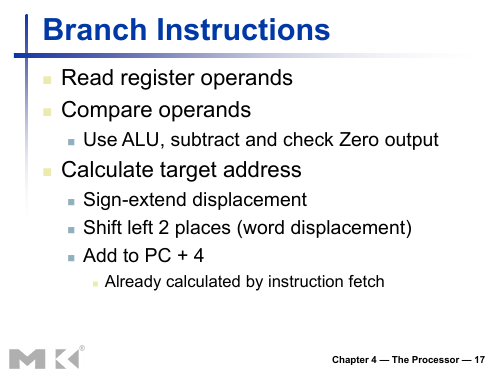 Branch Instructions
Read register operands
Compare operands
Use ALU, subtract and check Zero output
Calculate target address
Sign-extend displacement
Shift left 2 places (word displacement)
Add to PC + 4
Already calculated by instruction fetch
MK®
Chapter 4 — The Processor — 17